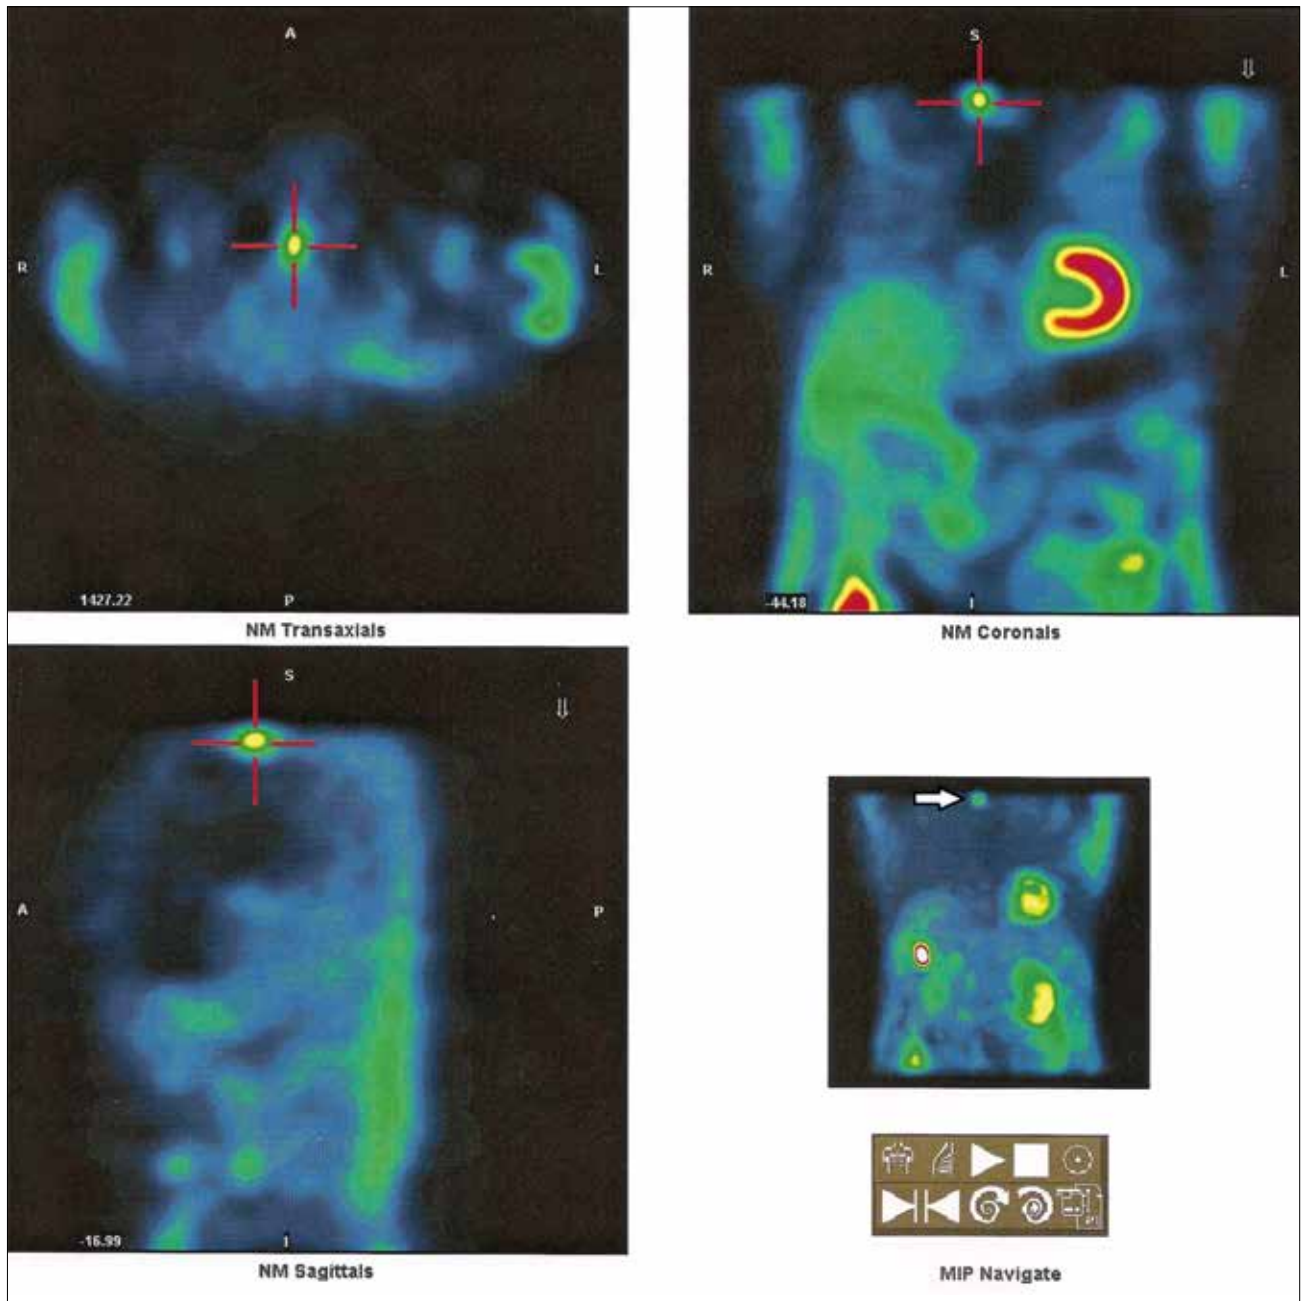 A
R
L
1427.22
P
NM Transaxials
S
R
L
-44.18
I
NM Coronals
S
A
P
-16.99
I
NM Sagittals
MIP Navigate